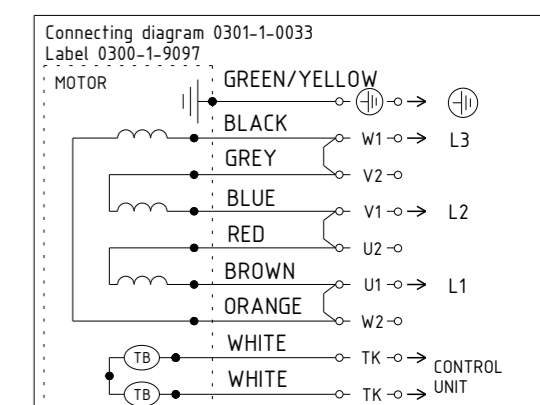 Connecting diagram 0301-1-0033
Label 0300-1-9097
MOTOR
GREEN/YELLOW
BLACK W1 L3
GREY V2
BLUE V1 L2
RED U2
BROWN U1 L1
ORANGE W2
TB WHITE TK CONTROL
TB WHITE TK UNIT